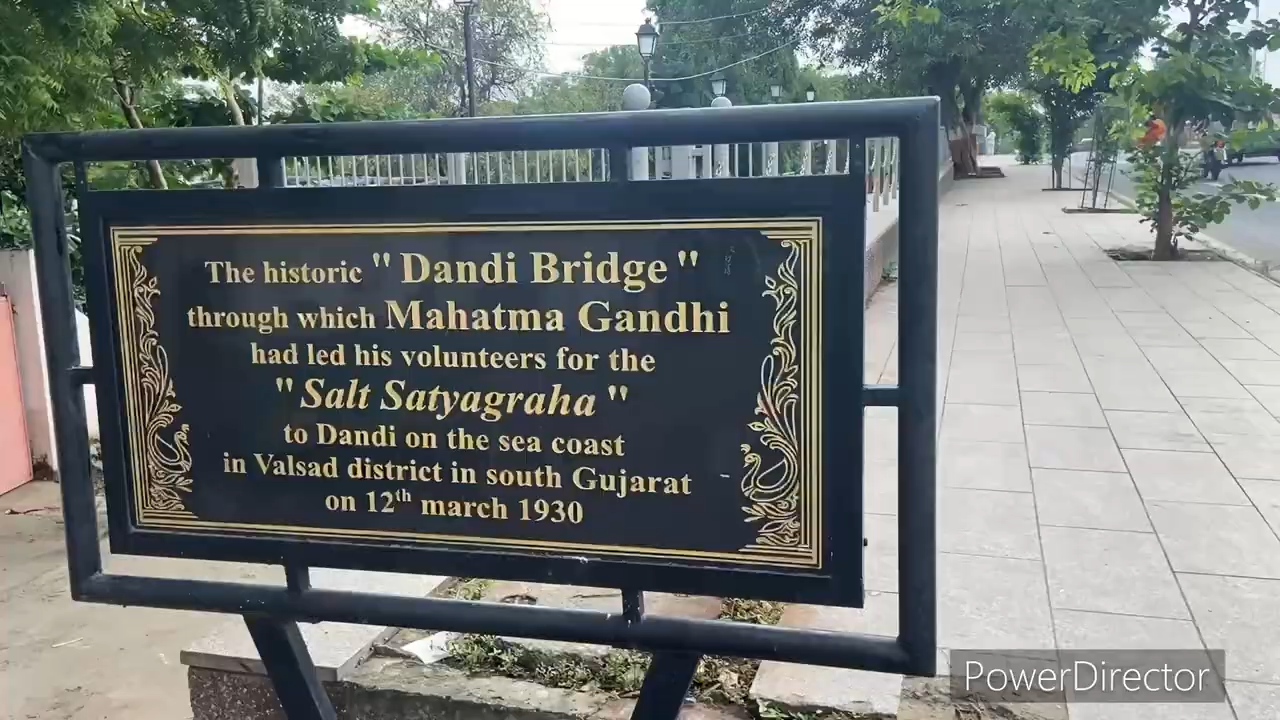 The historic "Dandi Bridge"
through which Mahatma Gandhi
had led his volunteers for the
"Salt Satyagraha"
to Dandi on the sea coast
in Valsad district in south Gujarat
on 12th march 1930
PowerDirector